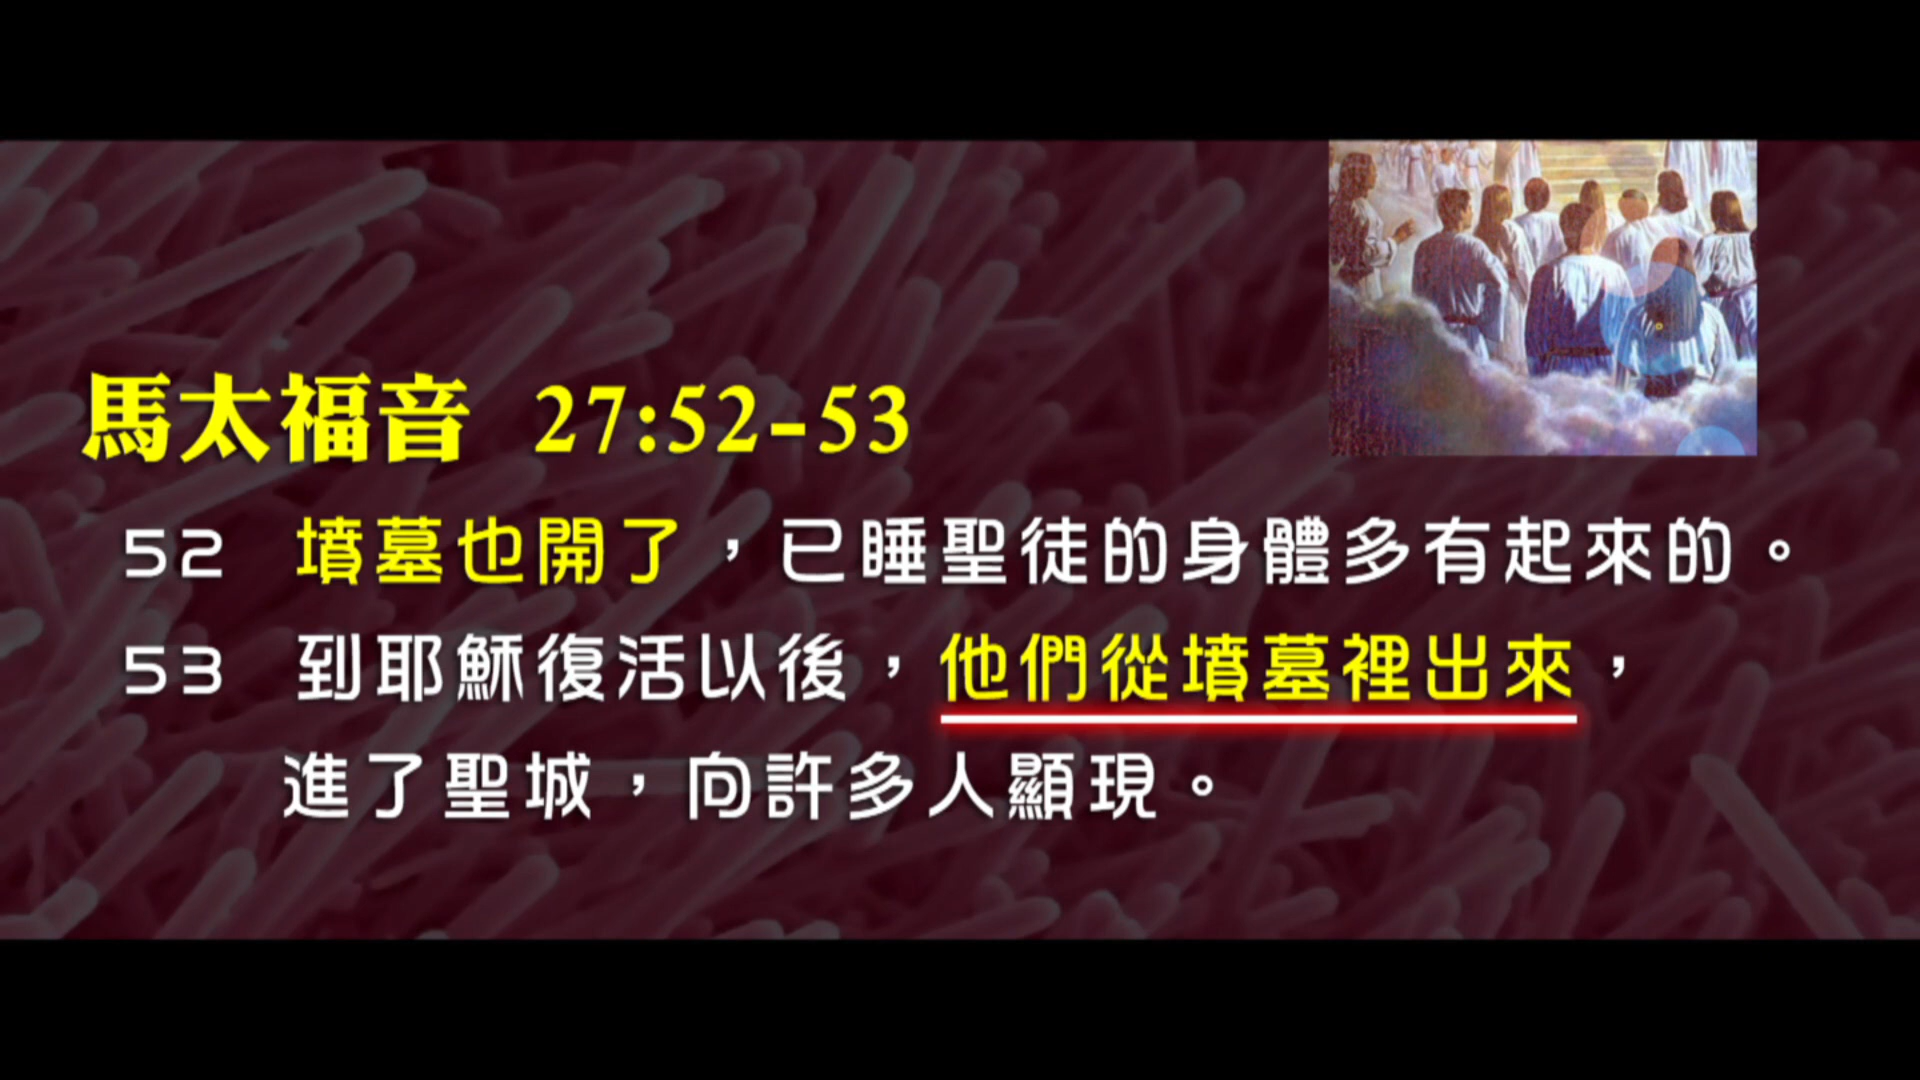 馬太福音 27:52-53
52 墳墓也開了，已睡聖徒的身體多有起來的。
53 到耶穌復活以後，他們從墳墓裡出來，
進了聖城，向許多人顯現。